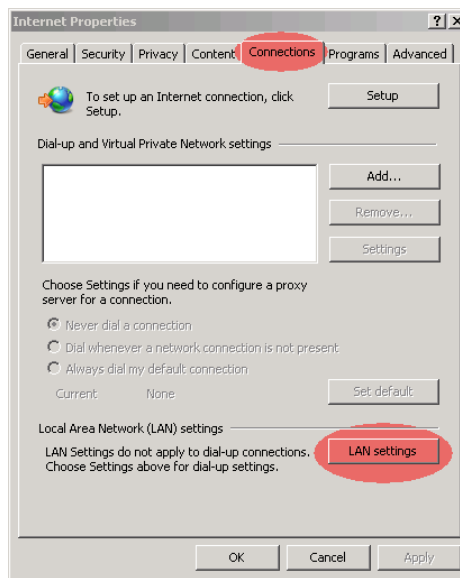 Internet Properties
General Security Privacy Content Connections Programs Advanced
To set up an Internet connection, click
Setup.
Setup
Dial-up and Virtual Private Network settings
Add...
Remove...
Settings
Choose Settings if you need to configure a proxy
server for a connection.
Never dial a connection
Dial whenever a network connection is not present
Always dial my default connection
Current None
Set default
Local Area Network (LAN) settings
LAN Settings do not apply to dial-up connections.
Choose Settings above for dial-up settings.
LAN settings
OK Cancel Apply